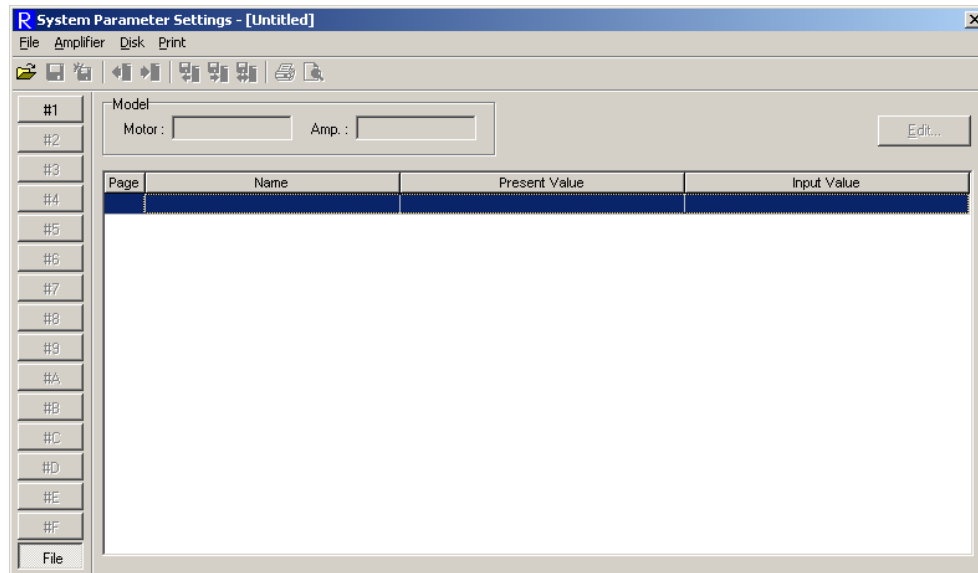 R System Parameter Settings - [Untitled]
File Amplifier Disk Print
#1
#2
#3
#4
#5
#6
#7
#8
#9
#A
#B
#C
#D
#E
#F
File
Model
Motor : Amp. :
Edit...
Page Name Present Value Input Value